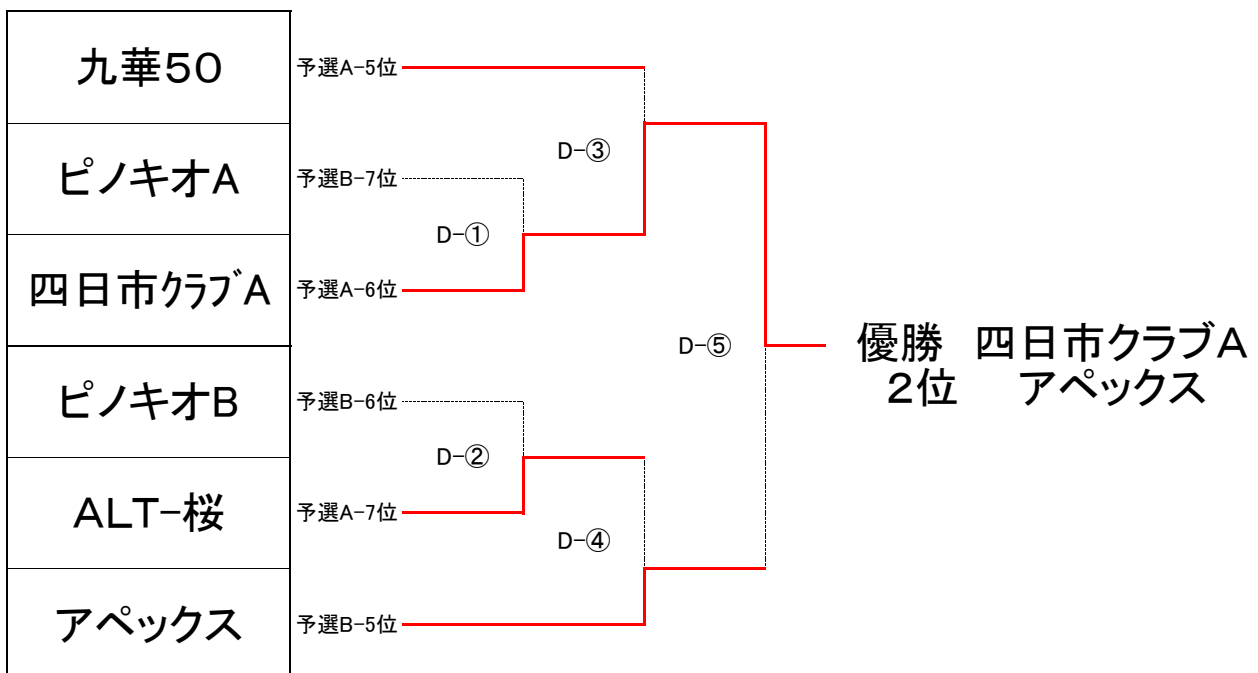 九華50 予選A-5位
D-③
ピノキオA 予選B-7位
D-①
四日市クラブA 予選A-6位
D-⑤
優勝 四日市クラブA
2位 アペックス
ピノキオB 予選B-6位
D-②
ALT-桜 予選A-7位
D-④
アペックス 予選B-5位